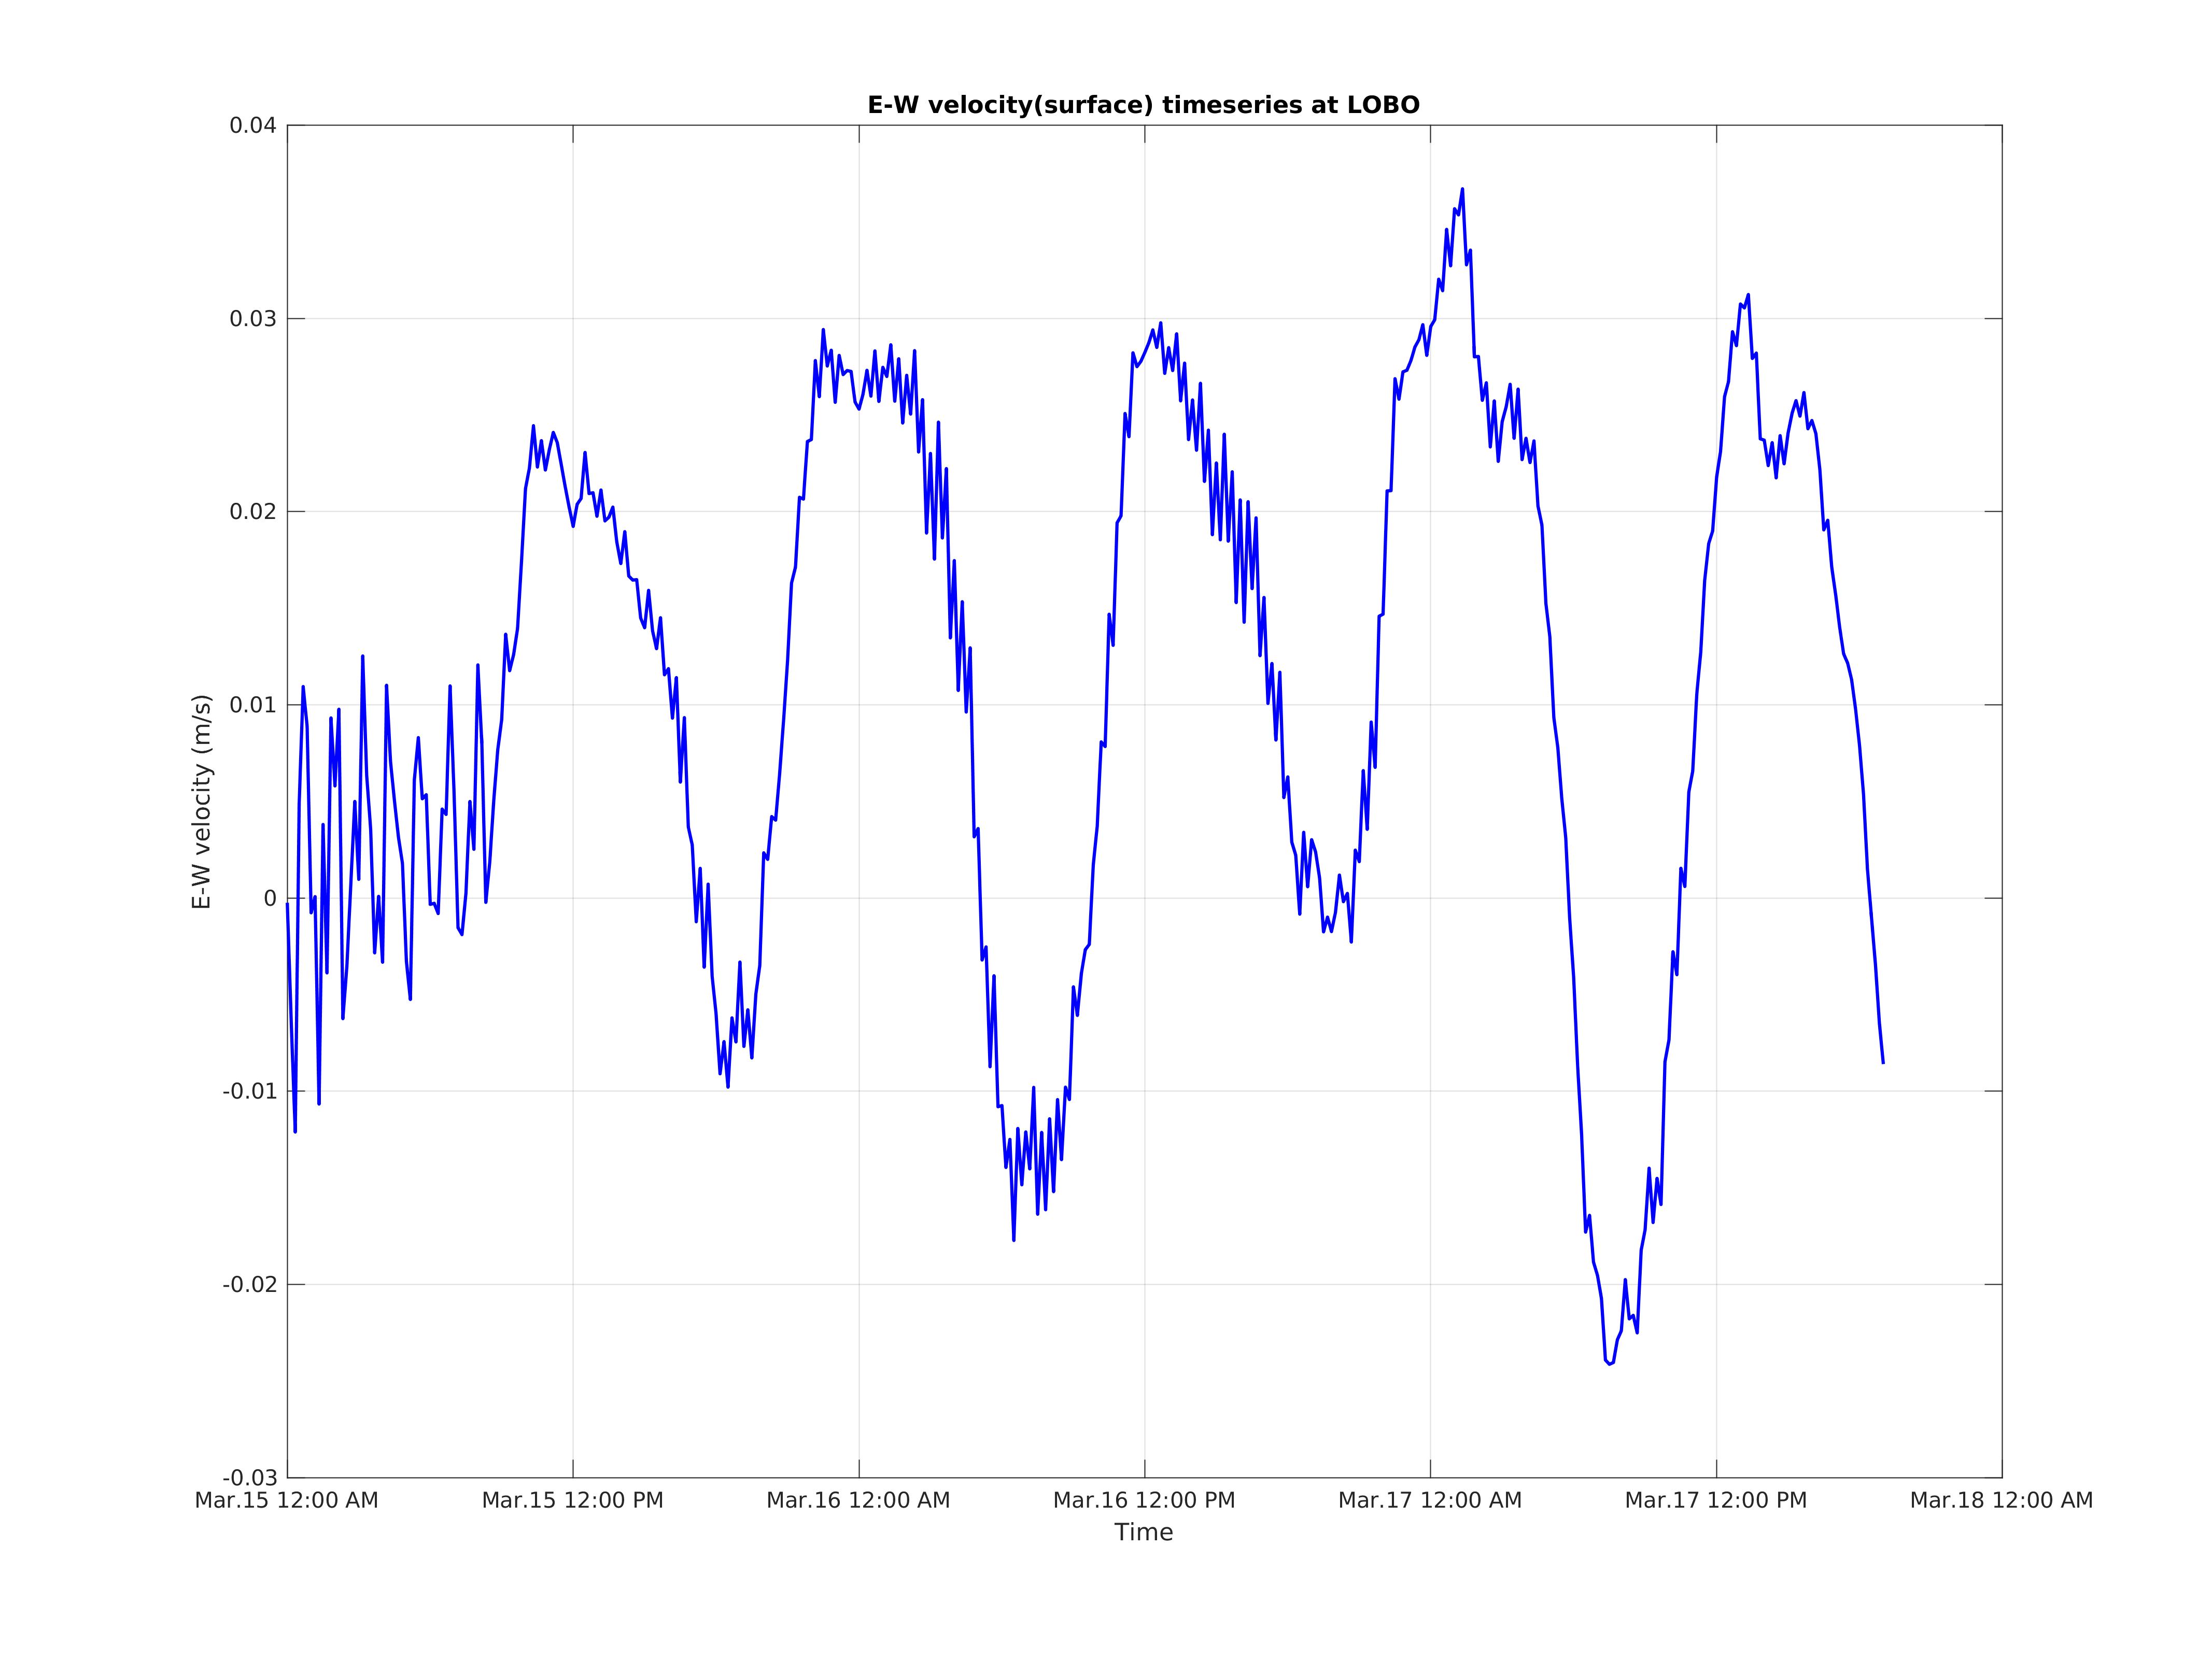 E-W velocity(surface) timeseries at LOBO
0.04
0.03
0.02
0.01
0
-0.01
-0.02
-0.03
E-W velocity (m/s)
Mar.15 12:00 AM
Mar.15 12:00 PM
Mar.16 12:00 AM
Mar.16 12:00 PM
Mar.17 12:00 AM
Mar.17 12:00 PM
Mar.18 12:00 AM
Time